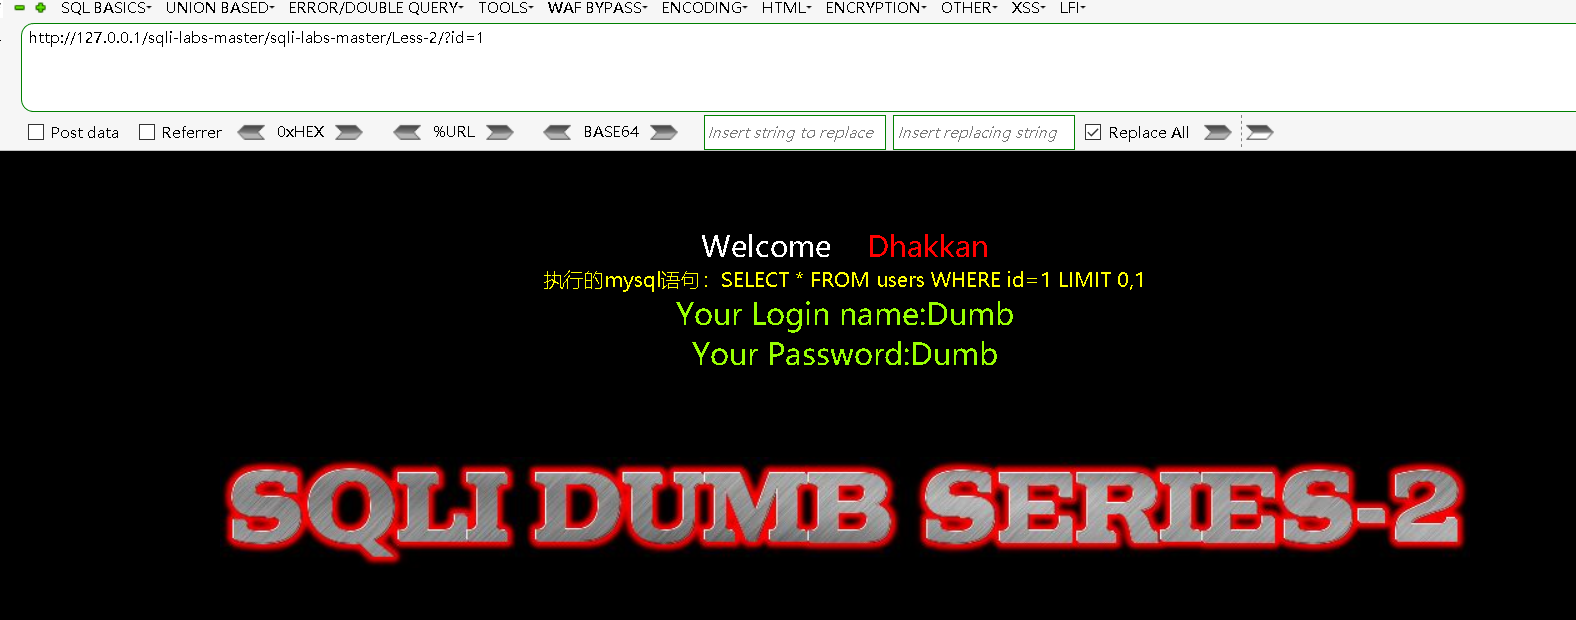 SQL BASICS UNION BASED ERROR/DOUBLE QUERY TOOLS WAF BYPASS ENCODING HTML ENCRYPTION OTHER XSS LFI
http://127.0.0.1/sqli-labs-master/sqli-labs-master/Less-2/?id=1
Post data Referrer 0xHEX %URL BASE64 Insert string to replace Insert replacing string Replace All
Welcome Dhakkan
执行的mysql语句：SELECT * FROM users WHERE id=1 LIMIT 0,1
Your Login name:Dumb
Your Password:Dumb
SQLI DUMB SERIES-2